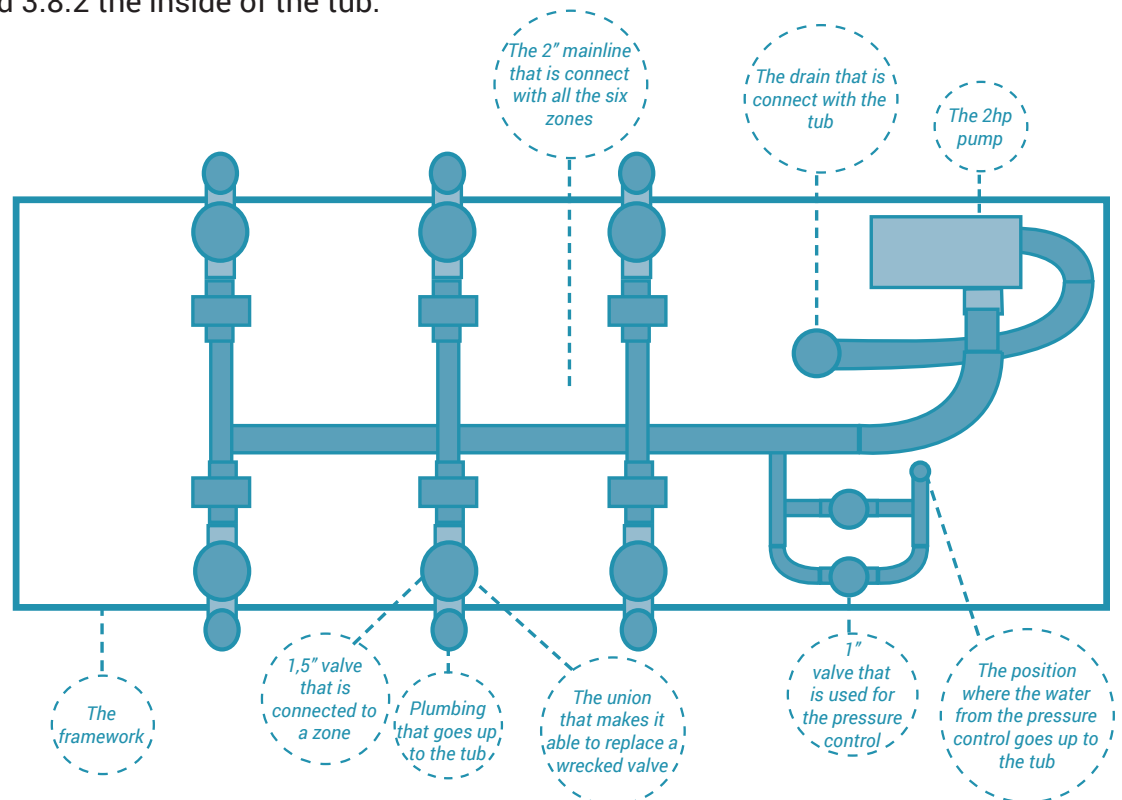 d 3.8.2 the inside of the tub.
The 2” mainline
that is connect
with all the six
zones
The drain that is
connect with the
tub
The 2hp
pump
The
framework
1,5” valve
that is
connected to
a zone
Plumbing
that goes up
to the tub
The union
that makes it
able to replace a
wrecked valve
1”
valve that
is used for
the pressure
control
The position
where the water
from the pressure
control goes up to
the tub